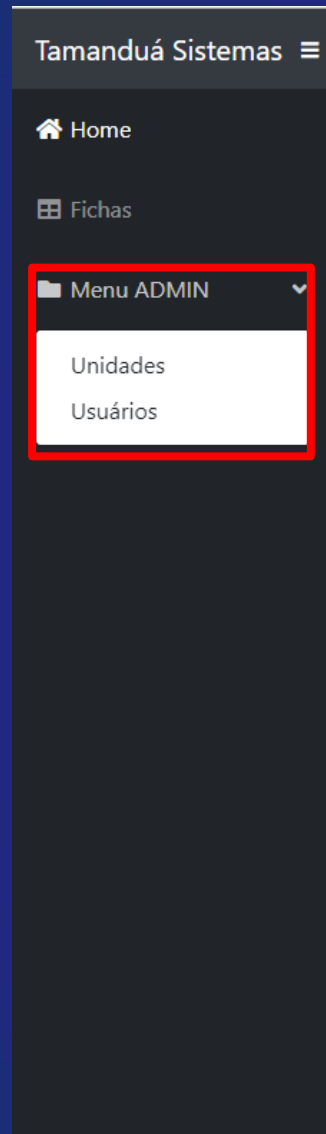 Tamanduá Sistemas
Home
Fichas
Menu ADMIN
Unidades
Usuários